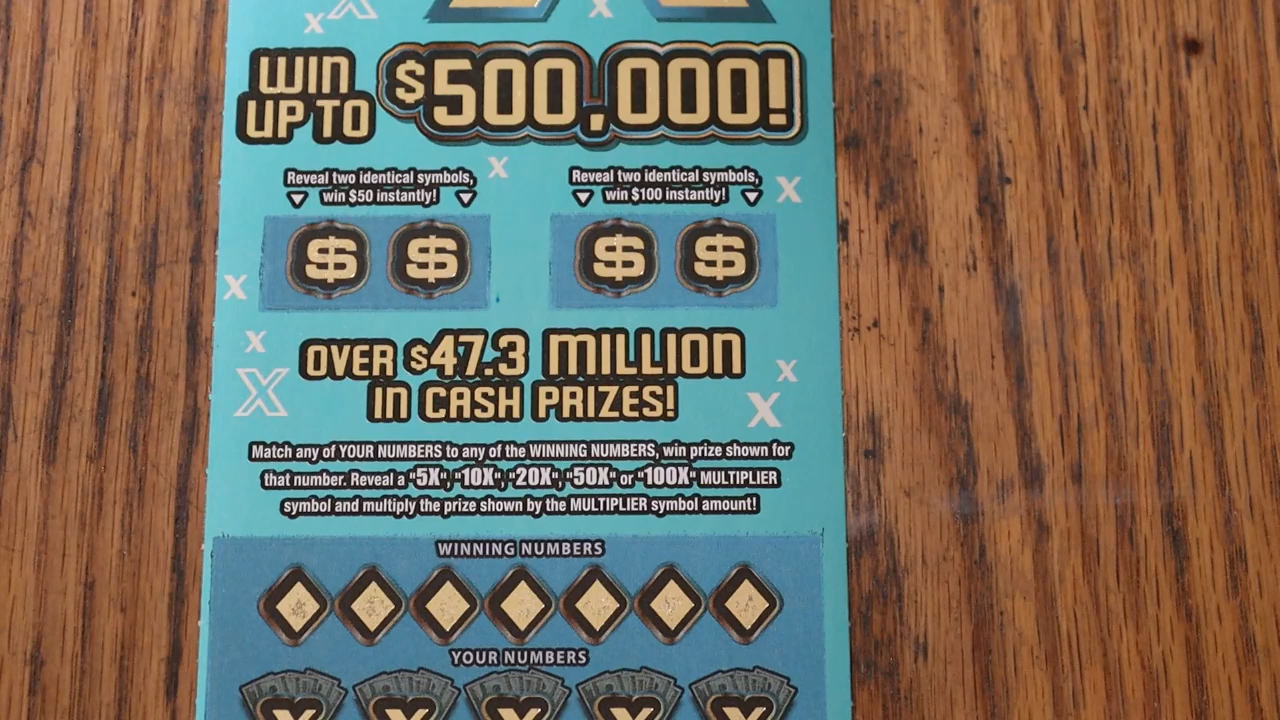 WIN
UP TO
$500,000!
Reveal two identical symbols,
win $50 instantly!
Reveal two identical symbols,
win $100 instantly!
$ $
$ $
OVER $47.3 MILLION
IN CASH PRIZES!
Match any of YOUR NUMBERS to any of the WINNING NUMBERS, win prize shown for
that number. Reveal a "5X", "10X", "20X", "50X" or "100X" MULTIPLIER
symbol and multiply the prize shown by the MULTIPLIER symbol amount!
WINNING NUMBERS
YOUR NUMBERS
X X X X X